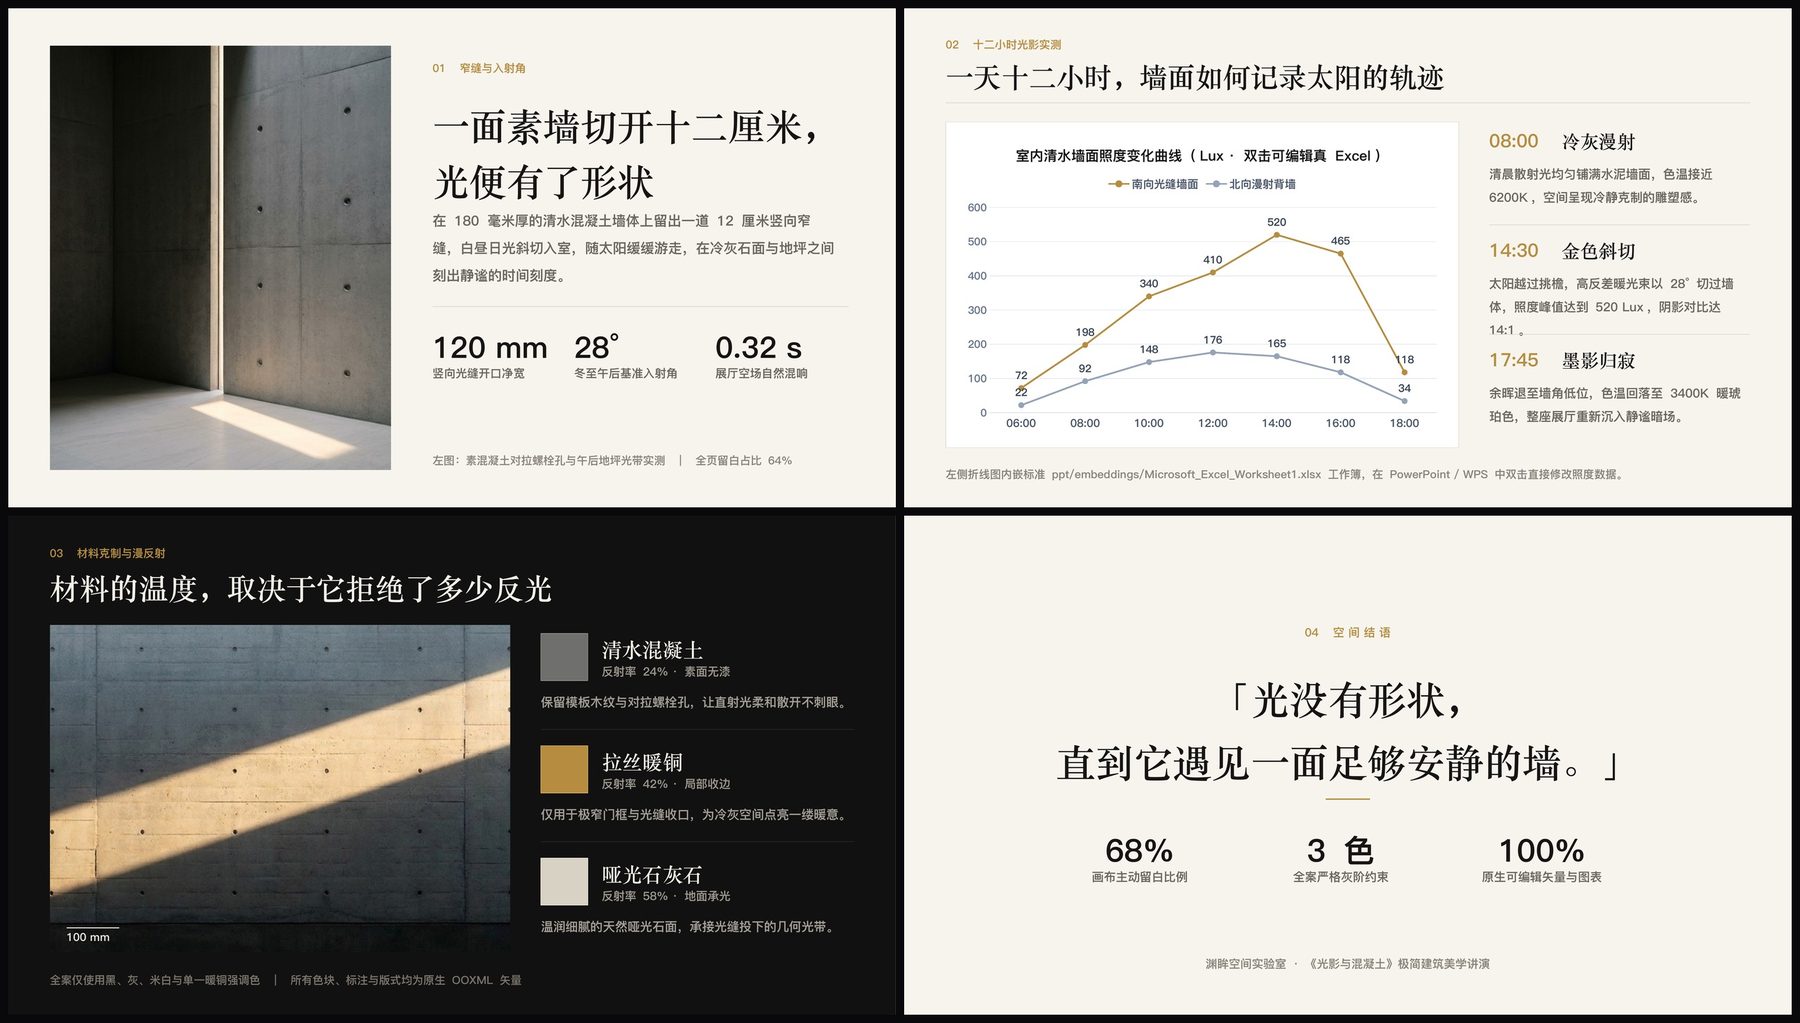 01 窄缝与入射角
一面素墙切开十二厘米，
光便有了形状
在 180 毫米厚的清水混凝土墙体上留出一道 12 厘米竖向窄
缝，白昼日光斜切入室，随太阳缓缓游走，在冷灰石面与地坪之间
刻出静谧的时间刻度。
120 mm
竖向光缝开口净宽
28°
冬至午后基准入射角
0.32 s
展厅空场自然混响
左图：素混凝土对拉螺栓孔与午后地坪光带实测 | 全页留白占比 64%
02 十二小时光影实测
一天十二小时，墙面如何记录太阳的轨迹
室内清水墙面照度变化曲线（Lux · 双击可编辑真 Excel）
南向光缝墙面 北向漫射背墙
600
500
400
300
200
100
0
72
198
340
410
520
465
118
22
92
148
176
165
118
34
06:00 08:00 10:00 12:00 14:00 16:00 18:00
08:00 冷灰漫射
清晨散射光均匀铺满水泥墙面，色温接近
6200K，空间呈现冷静克制的雕塑感。
14:30 金色斜切
太阳越过挑檐，高反差暖光束以 28° 切过墙
体，照度峰值达到 520 Lux，阴影对比达
14:1。
17:45 墨影归寂
余晖退至墙角低位，色温回落至 3400K 暖琥
珀色，整座展厅重新沉入静谧暗场。
左侧折线图内嵌标准 ppt/embeddings/Microsoft_Excel_Worksheet1.xlsx 工作簿，在 PowerPoint / WPS 中双击直接修改照度数据。
03 材料克制与漫反射
材料的温度，取决于它拒绝了多少反光
100 mm
清水混凝土
反射率 24% · 素面无漆
保留模板木纹与对拉螺栓孔，让直射光柔和散开不刺眼。
拉丝暖铜
反射率 42% · 局部收边
仅用于极窄门框与光缝收口，为冷灰空间点亮一缕暖意。
哑光石灰石
反射率 58% · 地面承光
温润细腻的天然哑光石面，承接光缝投下的几何光带。
全案仅使用黑、灰、米白与单一暖铜强调色 | 所有色块、标注与版式均为原生 OOXML 矢量
04 空间结语
「光没有形状，
直到它遇见一面足够安静的墙。」
68%
画布主动留白比例
3 色
全案严格灰阶约束
100%
原生可编辑矢量与图表
渊眸空间实验室 · 《光影与混凝土》极简建筑美学讲演